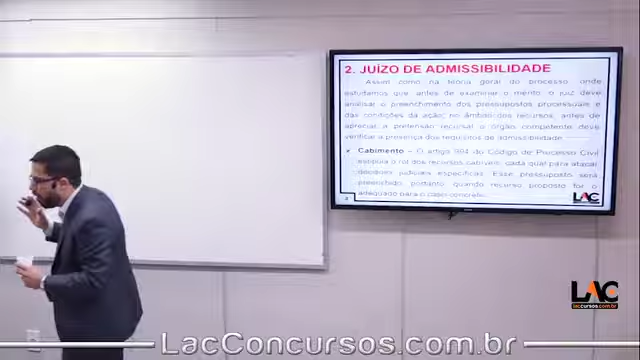 2. JUÍZO DE ADMISSIBILIDADE
Assim como na teoria geral do processo, onde
estudamos que antes de examinar o mérito, o juiz deve
analisar o preenchimento dos pressupostos processuais e
das condições da ação, no âmbito dos recursos, antes de
apreciar a pretensão recursal o órgão competente deve
verificar a presença dos requisitos de admissibilidade.
✓ Cabimento – O artigo 994 do Código de Processo Civil
estipula o rol dos recursos cabíveis, cada qual para atacar
decisões judiciais específicas. Esse pressuposto será
preenchido, portanto, quando recurso proposto for o
adequado para o caso concreto.
LAC
LAC
lacconcursos.com.br
LacConcursos.com.br